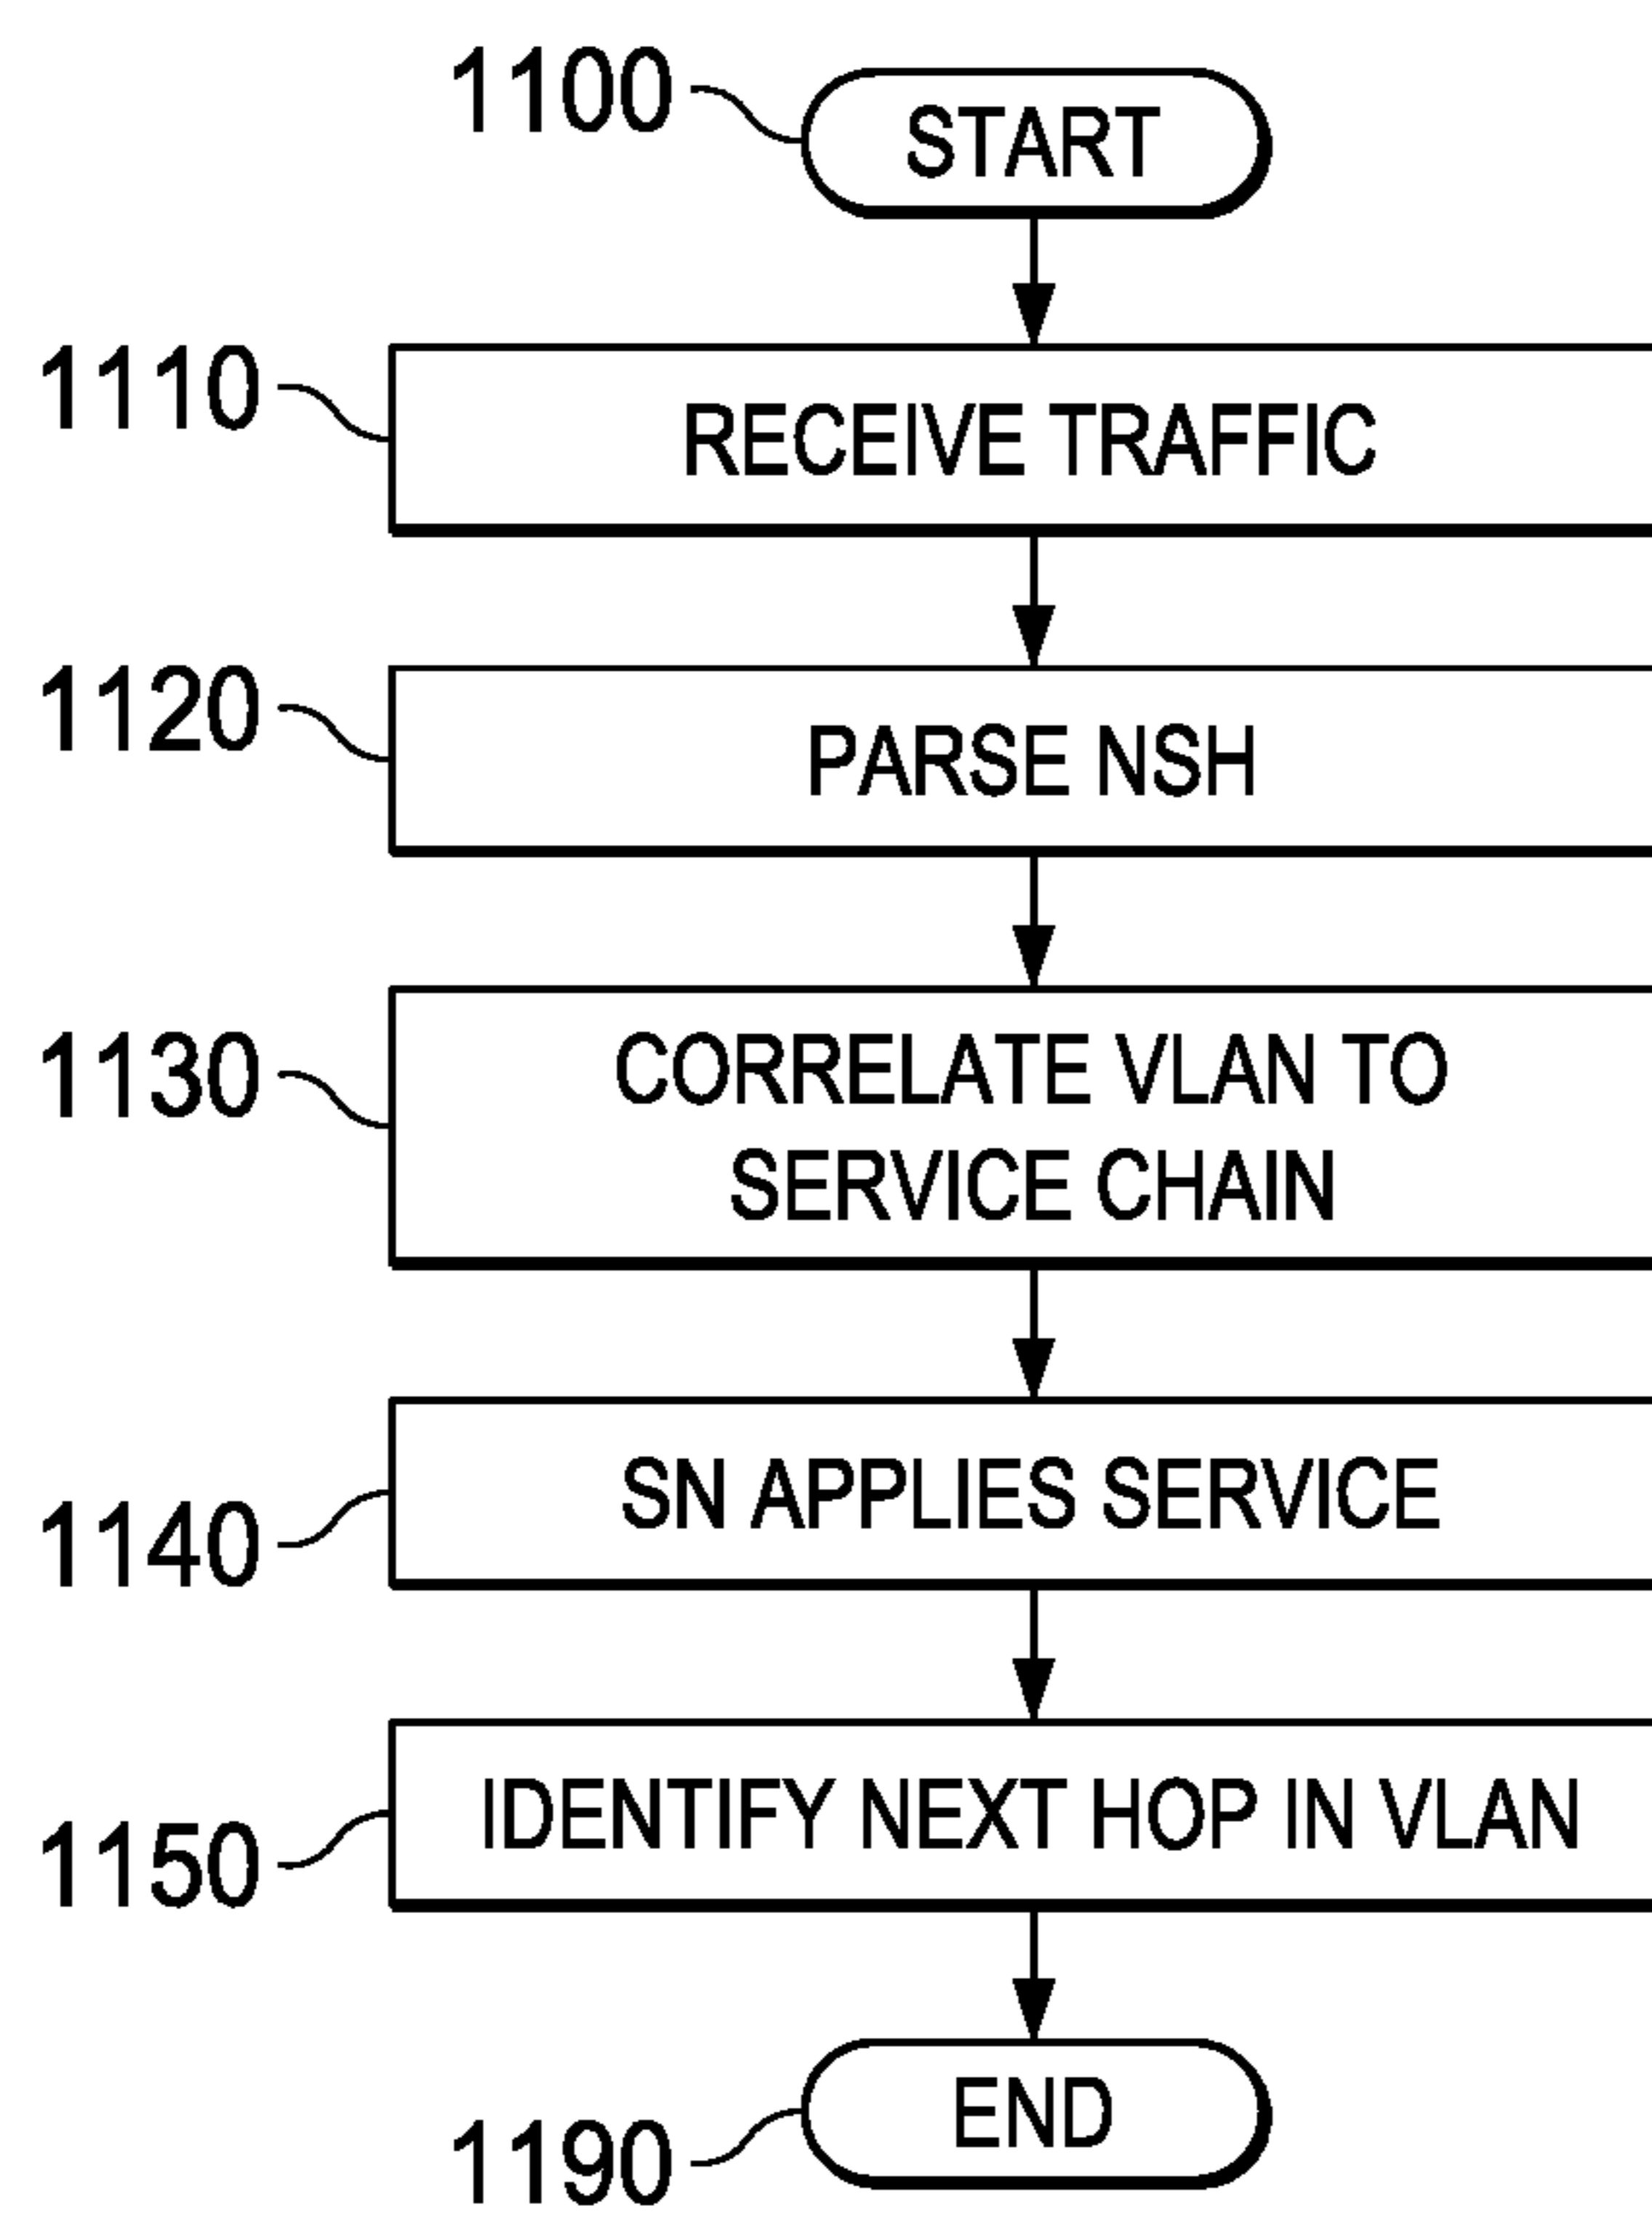 1100
START
1110
RECEIVE TRAFFIC
1120
PARSE NSH
1130
CORRELATE VLAN TO
SERVICE CHAIN
1140
SN APPLIES SERVICE
1150
IDENTIFY NEXT HOP IN VLAN
END
1190